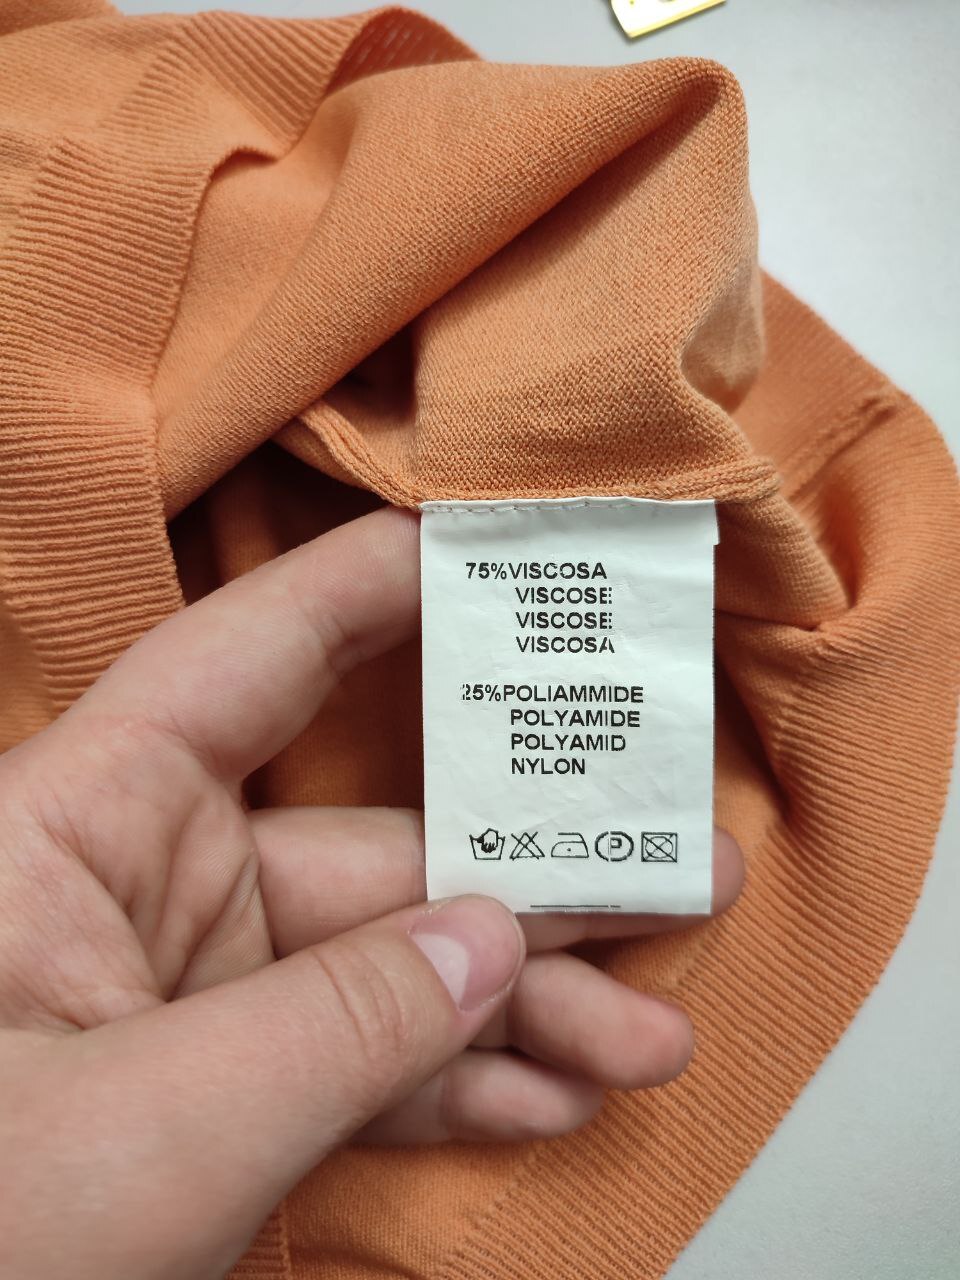 75%VISCOSA
VISCOSE
VISCOSE
VISCOSA
25%POLIAMMIDE
POLYAMIDE
POLYAMID
NYLON
P